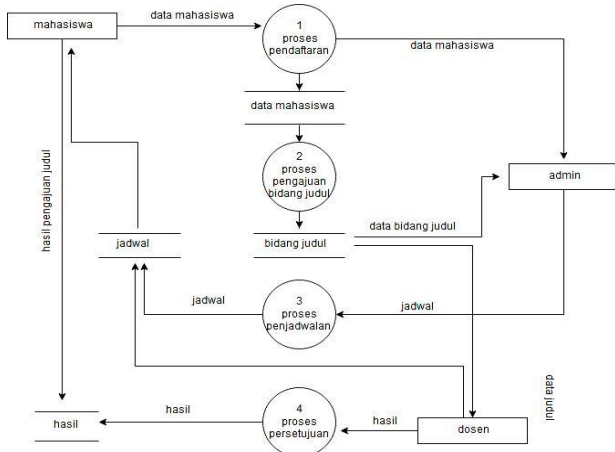 mahasiswa
data mahasiswa
1
proses
pendaftaran
data mahasiswa
data mahasiswa
2
proses
pengajuan
bidang judul
admin
hasil pengajuan judul
jadwal
bidang judul
data bidang judul
jadwal
3
proses
penjadwalan
jadwal
data judul
hasil
hasil
4
proses
persetujuan
hasil
dosen